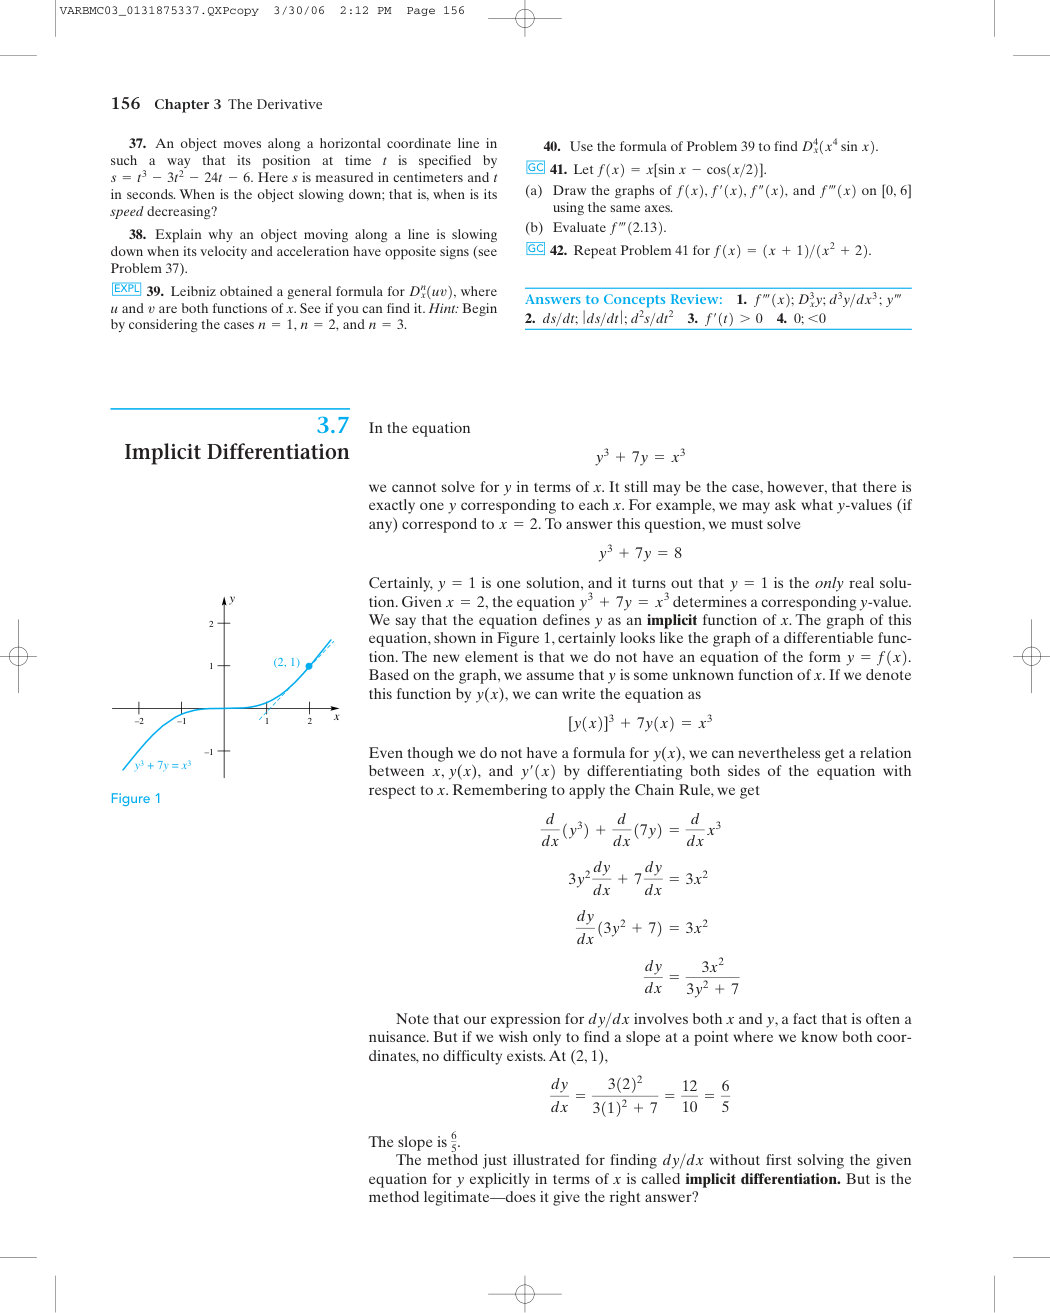 VARBMC03_0131875337.QXPcopy 3/30/06 2:12 PM Page 156
156 Chapter 3 The Derivative
37. An object moves along a horizontal coordinate line in
such a way that its position at time t is specified by
s = t³ − 3t² − 24t − 6. Here s is measured in centimeters and t
in seconds. When is the object slowing down; that is, when is its
speed decreasing?
38. Explain why an object moving along a line is slowing
down when its velocity and acceleration have opposite signs (see
Problem 37).
EXPL 39. Leibniz obtained a general formula for Dₓⁿ(uv), where
u and v are both functions of x. See if you can find it. Hint: Begin
by considering the cases n = 1, n = 2, and n = 3.
40. Use the formula of Problem 39 to find Dₓ⁴(x⁴ sin x).
GC 41. Let f(x) = x[sin x − cos(x/2)].
(a) Draw the graphs of f(x), f′(x), f″(x), and f‴(x) on [0, 6]
using the same axes.
(b) Evaluate f‴(2.13).
GC 42. Repeat Problem 41 for f(x) = (x + 1)/(x² + 2).
Answers to Concepts Review: 1. f‴(x); Dₓ³y; d³y/dx³; y‴
2. ds/dt; |ds/dt|; d²s/dt² 3. f′(t) > 0 4. 0; <0
3.7
Implicit Differentiation
In the equation
y³ + 7y = x³
we cannot solve for y in terms of x. It still may be the case, however, that there is
exactly one y corresponding to each x. For example, we may ask what y-values (if
any) correspond to x = 2. To answer this question, we must solve
y³ + 7y = 8
Certainly, y = 1 is one solution, and it turns out that y = 1 is the only real solu-
tion. Given x = 2, the equation y³ + 7y = x³ determines a corresponding y-value.
We say that the equation defines y as an implicit function of x. The graph of this
equation, shown in Figure 1, certainly looks like the graph of a differentiable func-
tion. The new element is that we do not have an equation of the form y = f(x).
Based on the graph, we assume that y is some unknown function of x. If we denote
this function by y(x), we can write the equation as
[y(x)]³ + 7y(x) = x³
Even though we do not have a formula for y(x), we can nevertheless get a relation
between x, y(x), and y′(x) by differentiating both sides of the equation with
respect to x. Remembering to apply the Chain Rule, we get
d/dx (y³) + d/dx (7y) = d/dx x³
3y² dy/dx + 7 dy/dx = 3x²
dy/dx (3y² + 7) = 3x²
dy/dx = 3x²/(3y² + 7)
Note that our expression for dy/dx involves both x and y, a fact that is often a
nuisance. But if we wish only to find a slope at a point where we know both coor-
dinates, no difficulty exists. At (2, 1),
dy/dx = 3(2)²/(3(1)² + 7) = 12/10 = 6/5
The slope is 6/5.
The method just illustrated for finding dy/dx without first solving the given
equation for y explicitly in terms of x is called implicit differentiation. But is the
method legitimate—does it give the right answer?
y
2
1
(2, 1)
−2 −1 1 2 x
−1
y³ + 7y = x³
Figure 1